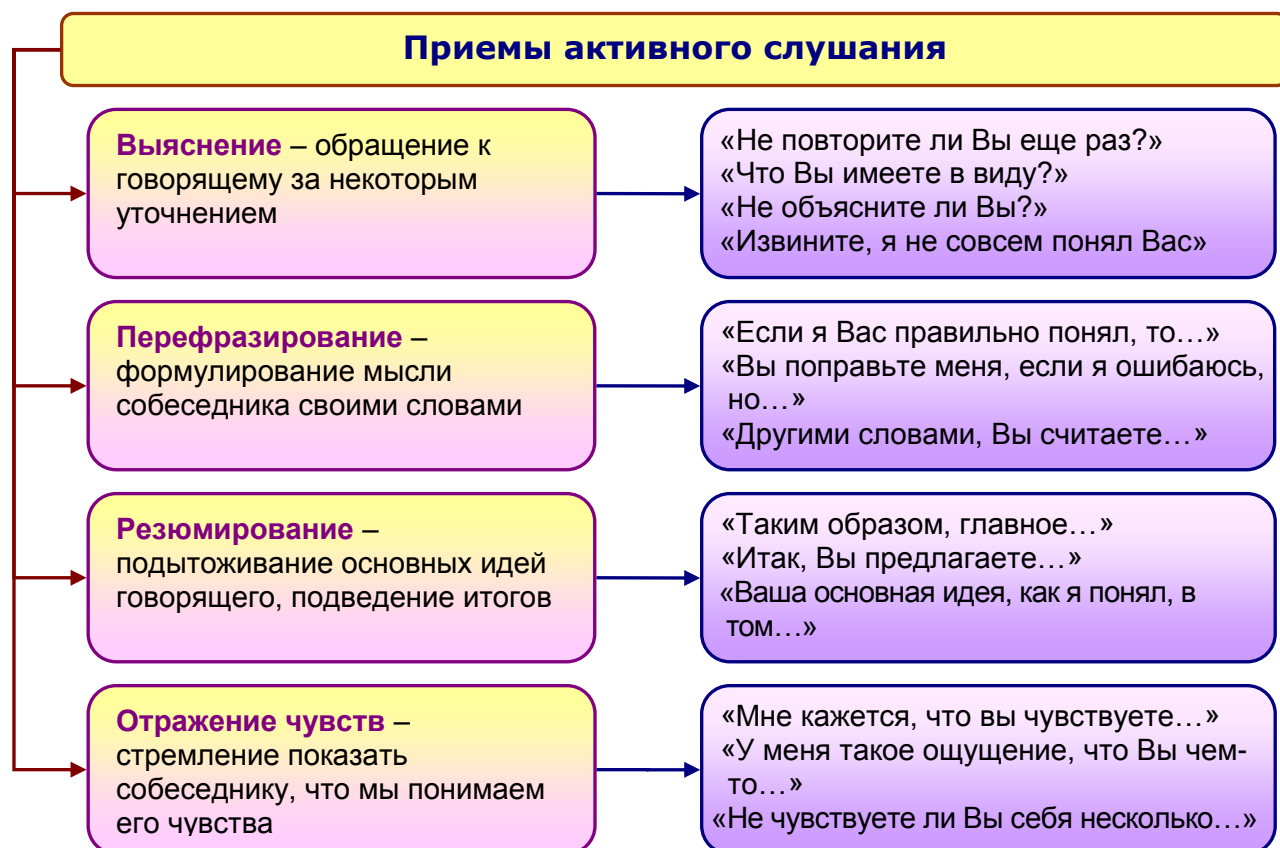 Приемы активного слушания
Выяснение – обращение к
говорящему за некоторым
уточнением
«Не повторите ли Вы еще раз?»
«Что Вы имеете в виду?»
«Не объясните ли Вы?»
«Извините, я не совсем понял Вас»
Перефразирование –
формулирование мысли
собеседника своими словами
«Если я Вас правильно понял, то…»
«Вы поправьте меня, если я ошибаюсь,
но…»
«Другими словами, Вы считаете…»
Резюмирование –
подытоживание основных идей
говорящего, подведение итогов
«Таким образом, главное…»
«Итак, Вы предлагаете…»
«Ваша основная идея, как я понял, в
том…»
Отражение чувств –
стремление показать
собеседнику, что мы понимаем
его чувства
«Мне кажется, что вы чувствуете…»
«У меня такое ощущение, что Вы чем-
то…»
«Не чувствуете ли Вы себя несколько…»